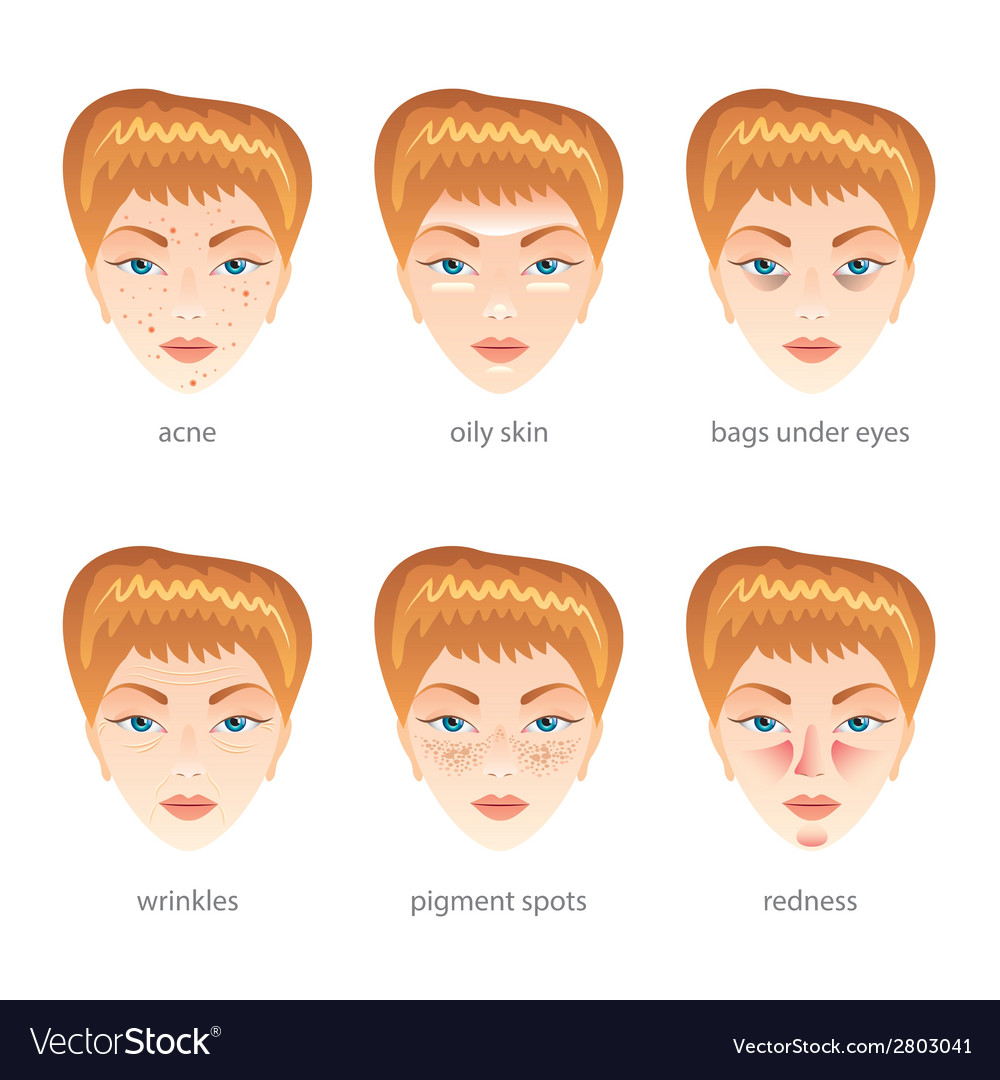 acne
oily skin
bags under eyes
wrinkles
pigment spots
redness
VectorStock®
VectorStock.com/2803041